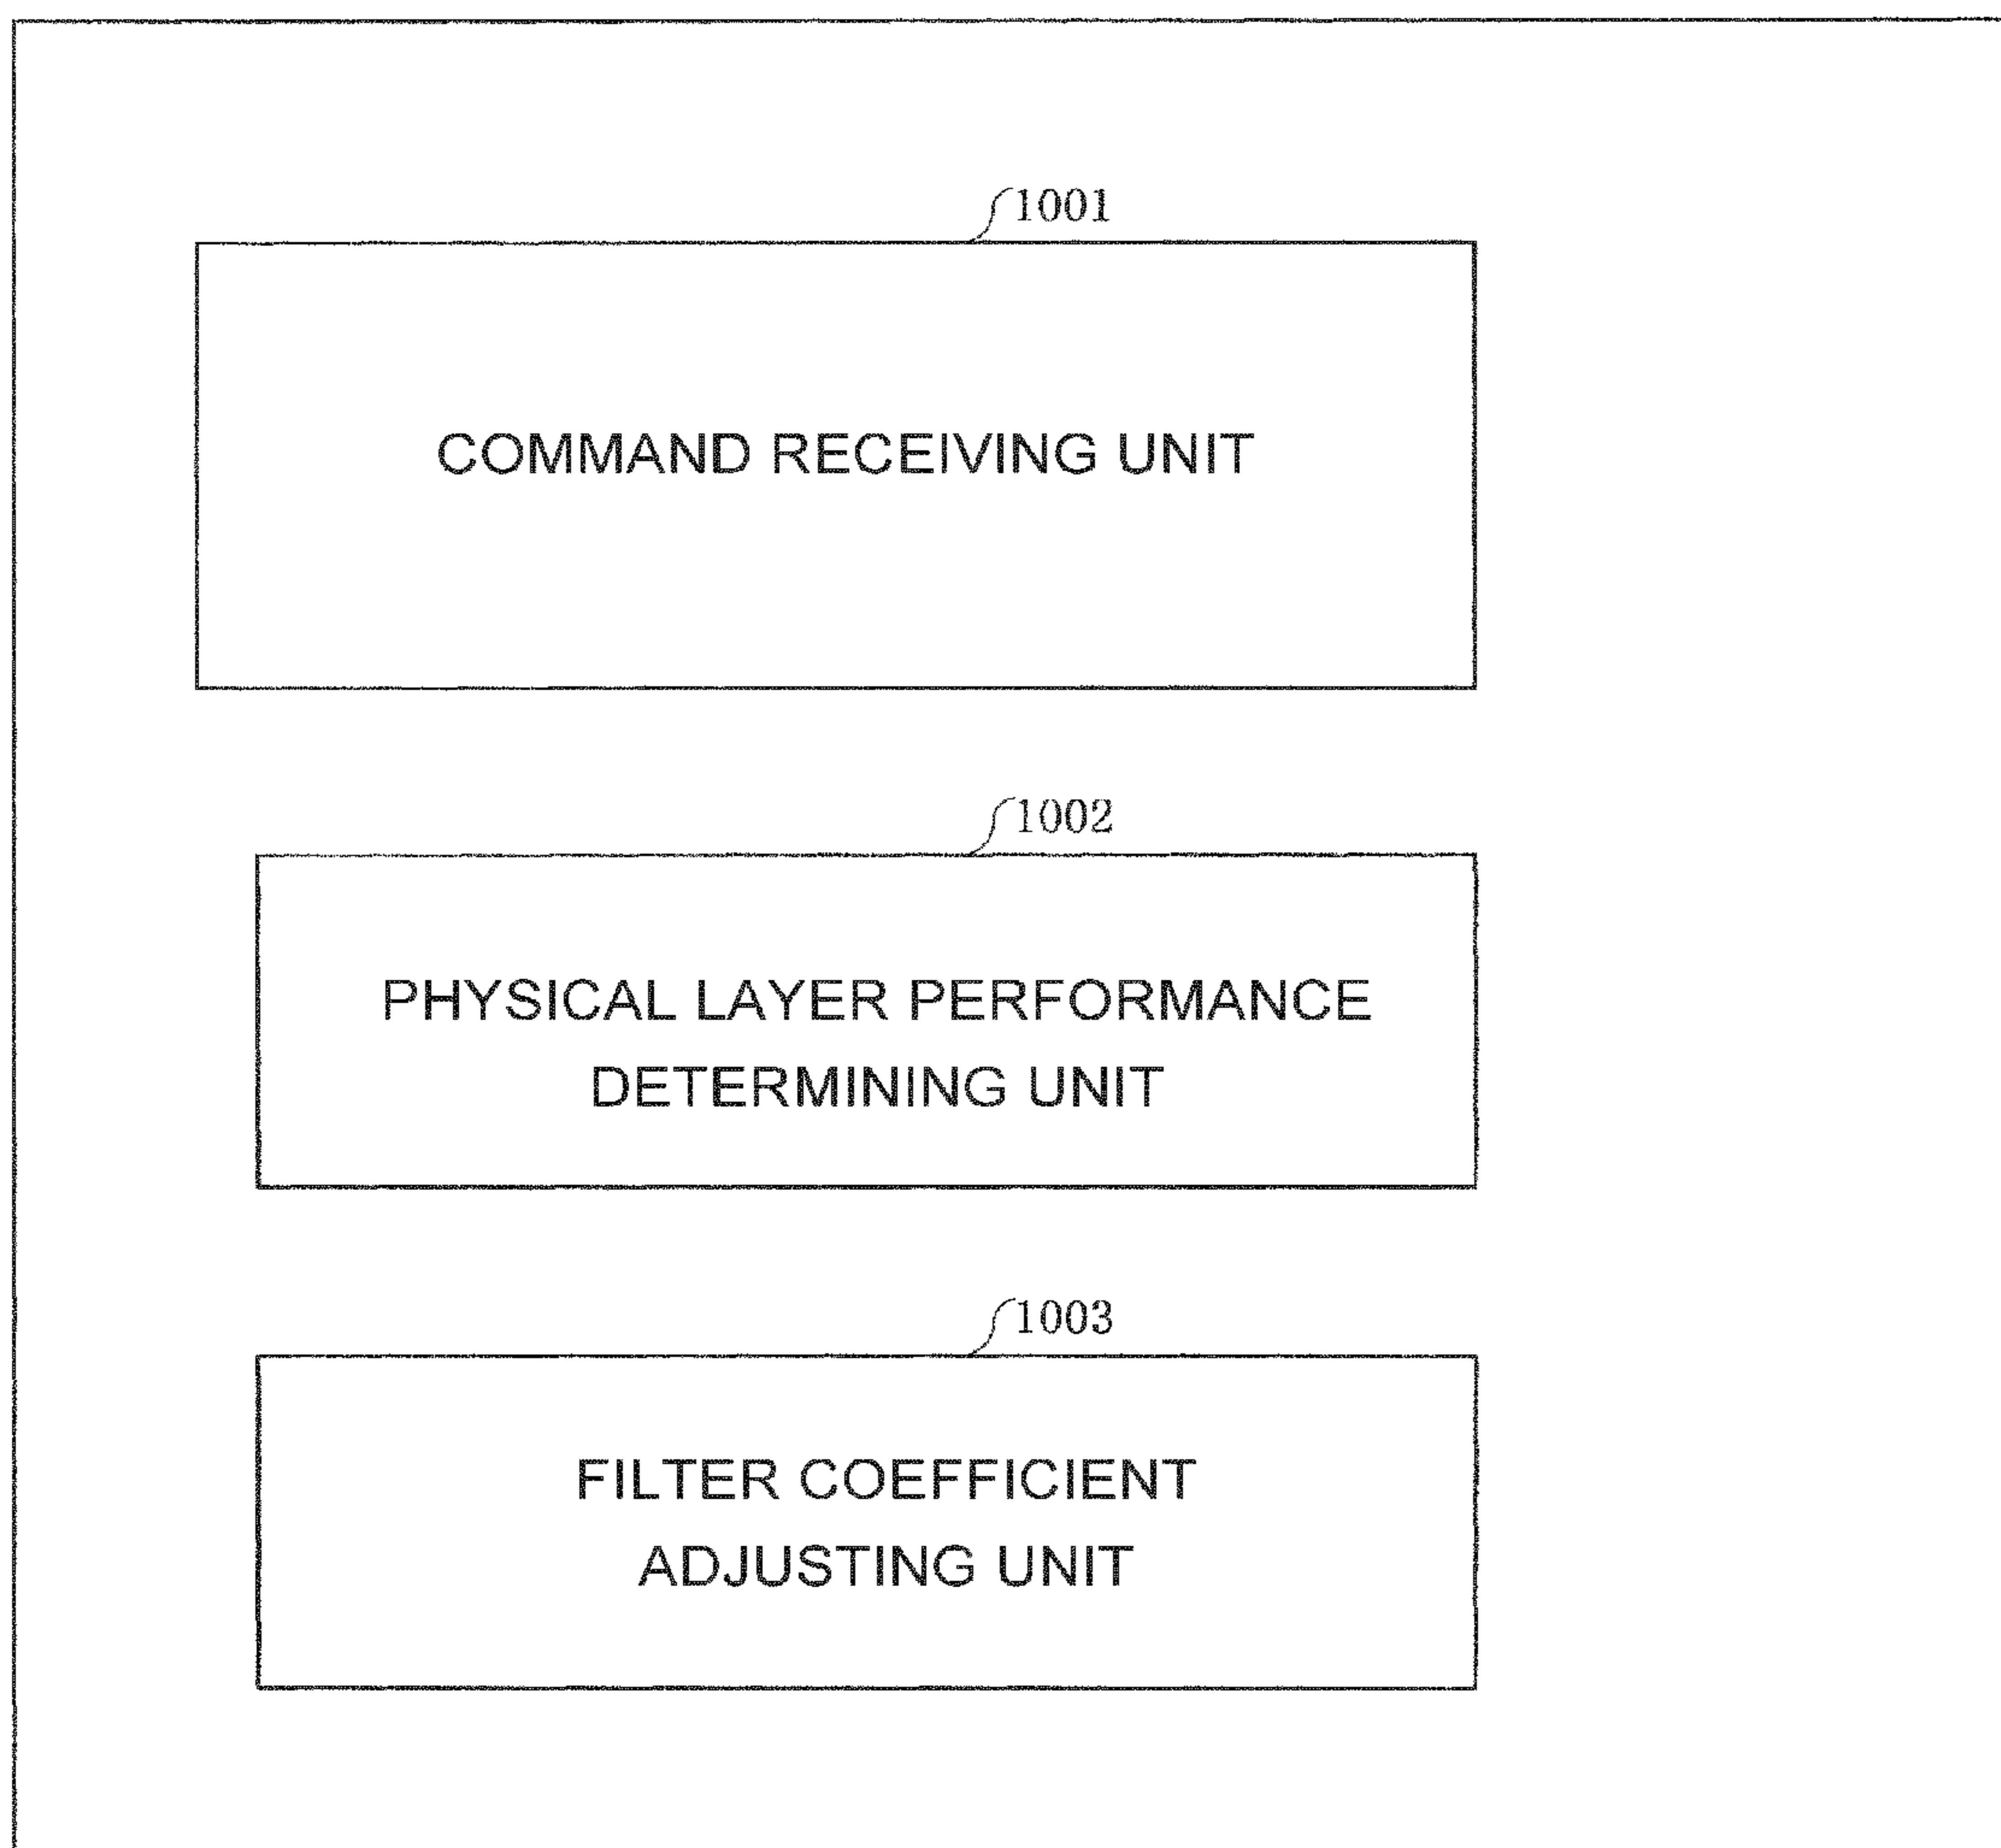 1001
COMMAND RECEIVING UNIT
1002
PHYSICAL LAYER PERFORMANCE
DETERMINING UNIT
1003
FILTER COEFFICIENT
ADJUSTING UNIT